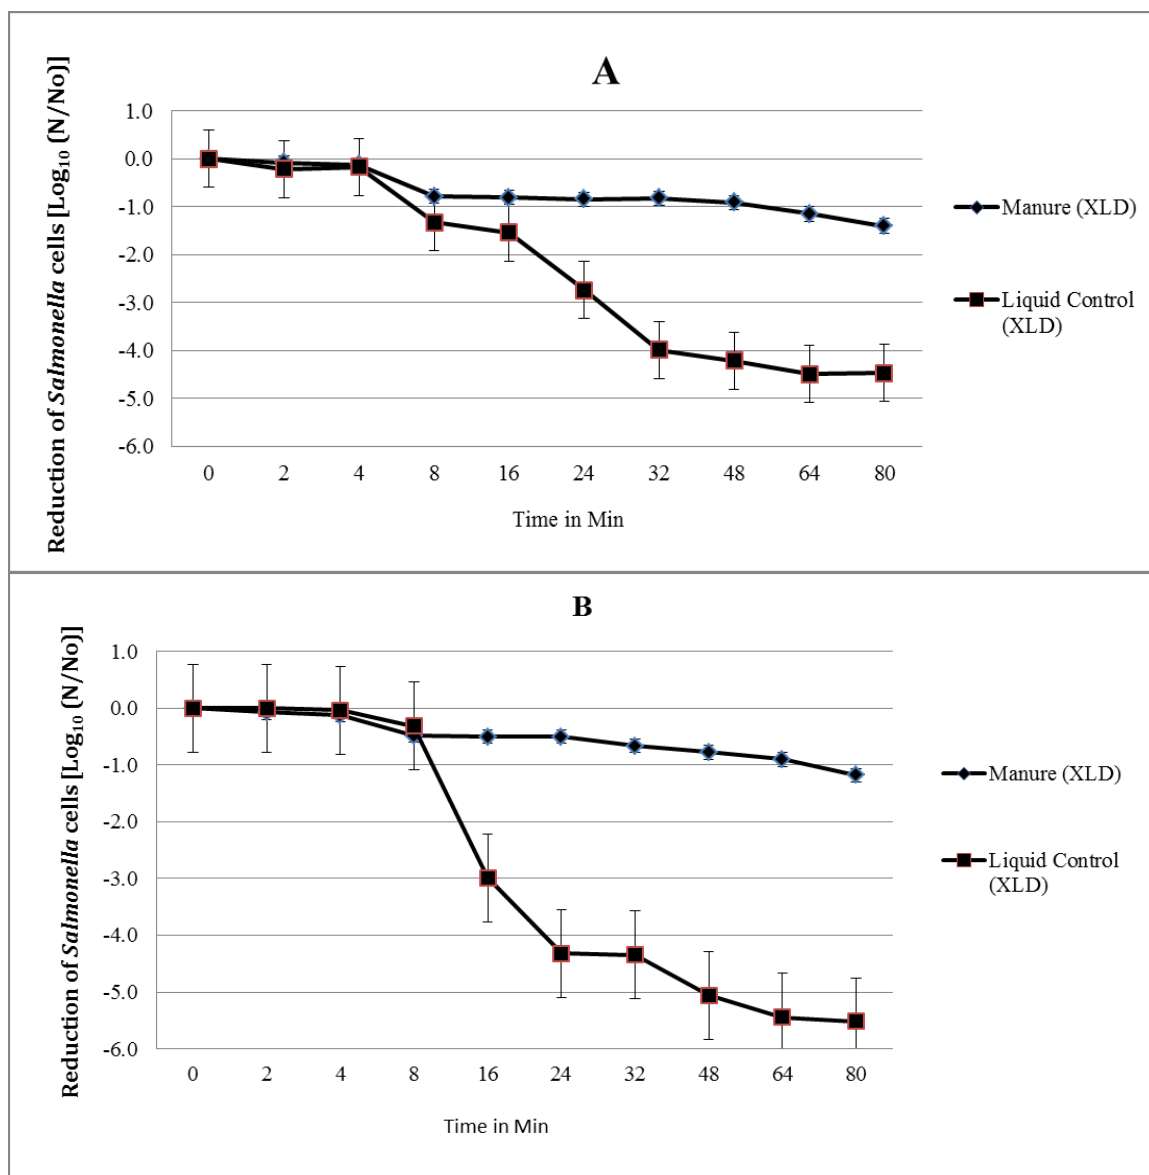 A
Reduction of Salmonella cells [Log10 (N/No)]
1.0
0.0
-1.0
-2.0
-3.0
-4.0
-5.0
-6.0
0 2 4 8 16 24 32 48 64 80
Time in Min
Manure (XLD)
Liquid Control
(XLD)
B
Reduction of Salmonella cells [Log10 (N/No)]
1.0
0.0
-1.0
-2.0
-3.0
-4.0
-5.0
-6.0
0 2 4 8 16 24 32 48 64 80
Time in Min
Manure (XLD)
Liquid Control
(XLD)